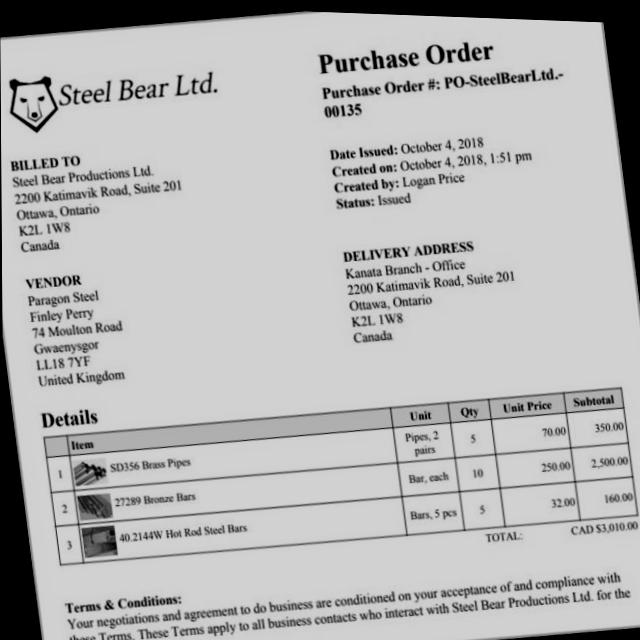 Steel Bear Ltd.
Purchase Order
Purchase Order #: PO-SteelBearLtd.-
00135
Date Issued: October 4, 2018
Created on: October 4, 2018, 1:51 pm
Created by: Logan Price
Status: Issued
BILLED TO
Steel Bear Productions Ltd.
2200 Katimavik Road, Suite 201
Ottawa, Ontario
K2L 1W8
Canada
DELIVERY ADDRESS
Kanata Branch - Office
2200 Katimavik Road, Suite 201
Ottawa, Ontario
K2L 1W8
Canada
VENDOR
Paragon Steel
Finley Perry
74 Moulton Road
Gwaenysgor
LL18 7YF
United Kingdom
Details
Item Unit Qty Unit Price Subtotal
1 SD356 Brass Pipes Pipes, 2 pairs 5 70.00 350.00
2 27289 Bronze Bars Bar, each 10 250.00 2,500.00
3 40.2144W Hot Rod Steel Bars Bars, 5 pcs 5 32.00 160.00
TOTAL: CAD $3,010.00
Terms & Conditions:
Your negotiations and agreement to do business are conditioned on your acceptance of and compliance with
these Terms. These Terms apply to all business contacts who interact with Steel Bear Productions Ltd. for the